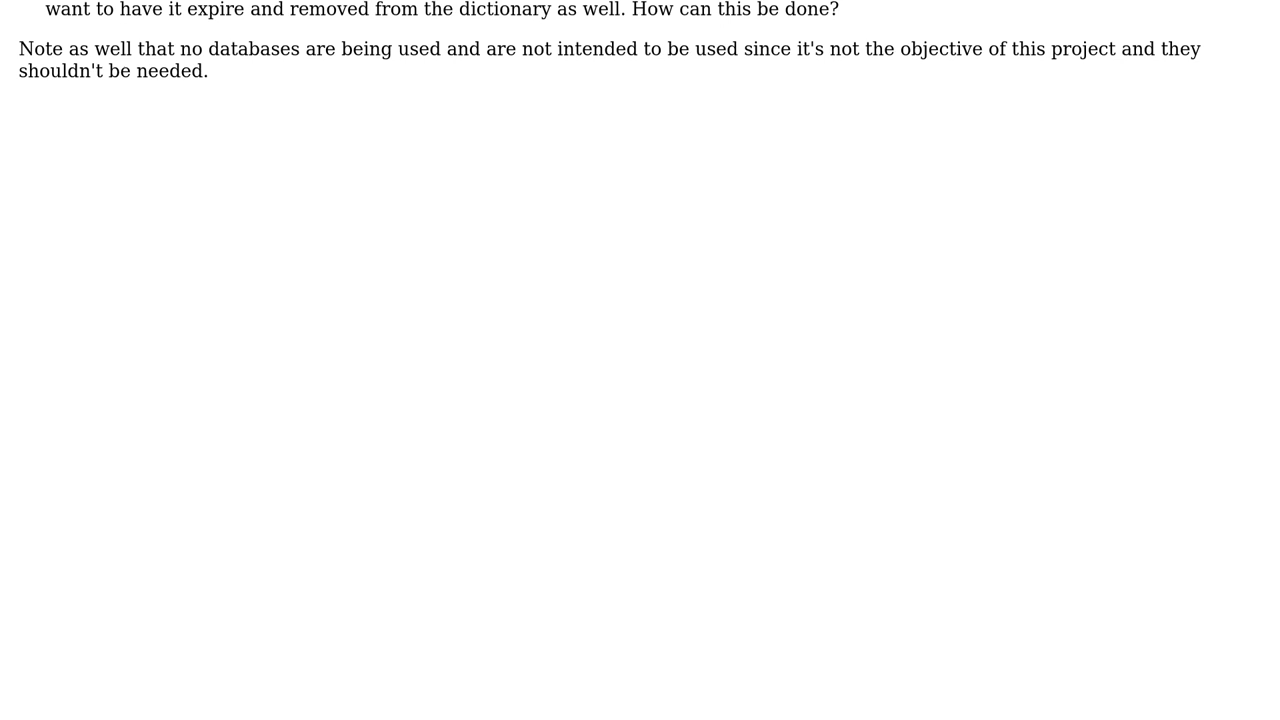 want to have it expire and removed from the dictionary as well. How can this be done?
Note as well that no databases are being used and are not intended to be used since it's not the objective of this project and they
shouldn't be needed.